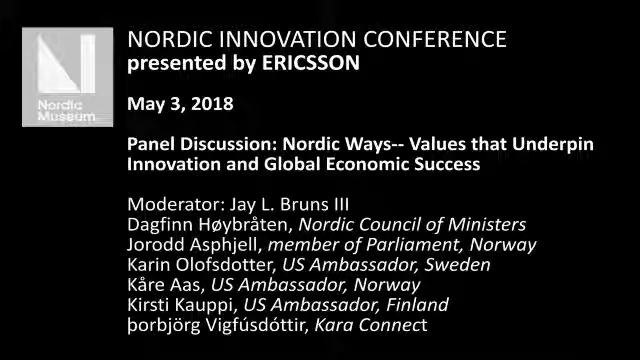 Nordic
Museum
NORDIC INNOVATION CONFERENCE
presented by ERICSSON
May 3, 2018
Panel Discussion: Nordic Ways-- Values that Underpin
Innovation and Global Economic Success
Moderator: Jay L. Bruns III
Dagfinn Høybråten, Nordic Council of Ministers
Jorodd Asphjell, member of Parliament, Norway
Karin Olofsdotter, US Ambassador, Sweden
Kåre Aas, US Ambassador, Norway
Kirsti Kauppi, US Ambassador, Finland
þorbjörg Vigfúsdóttir, Kara Connect